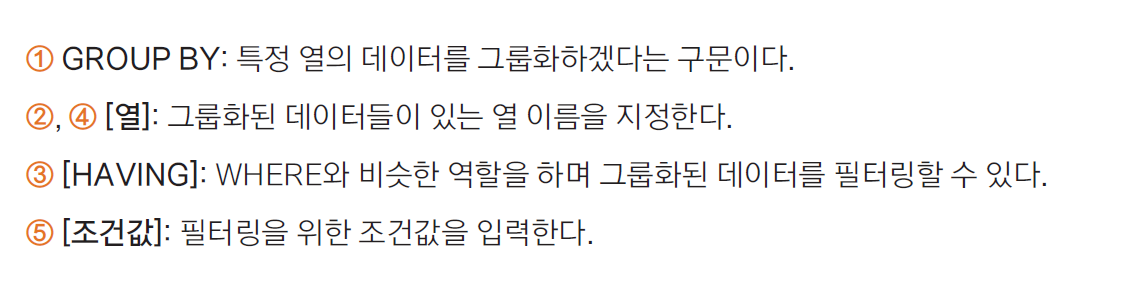 ① GROUP BY: 특정 열의 데이터를 그룹화하겠다는 구문이다.
②, ④ [열]: 그룹화된 데이터들이 있는 열 이름을 지정한다.
③ [HAVING]: WHERE와 비슷한 역할을 하며 그룹화된 데이터를 필터링할 수 있다.
⑤ [조건값]: 필터링을 위한 조건값을 입력한다.